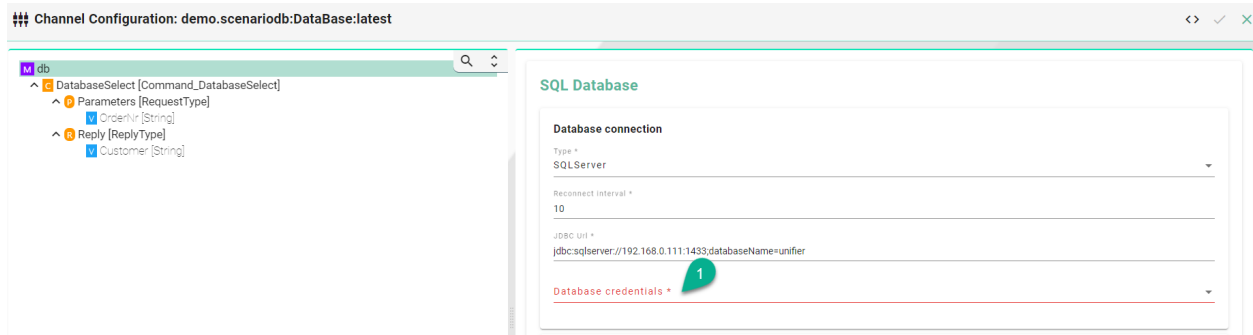 Channel Configuration: demo.scenariodb:DataBase:latest
M db
C DatabaseSelect [Command_DatabaseSelect]
P Parameters [RequestType]
V OrderNr [String]
R Reply [ReplyType]
V Customer [String]
SQL Database
Database connection
Type *
SQLServer
Reconnect interval *
10
JDBC Url *
jdbc:sqlserver://192.168.0.111:1433;databaseName=unifier
1
Database credentials *